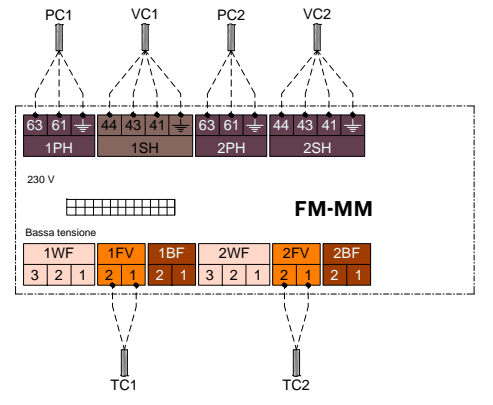 PC1 VC1 PC2 VC2
63 61 44 43 41 63 61 44 43 41
1PH 1SH 2PH 2SH
230 V
FM-MM
Bassa tensione
1WF 1FV 1BF 2WF 2FV 2BF
3 2 1 2 1 2 1 3 2 1 2 1 2 1
TC1 TC2